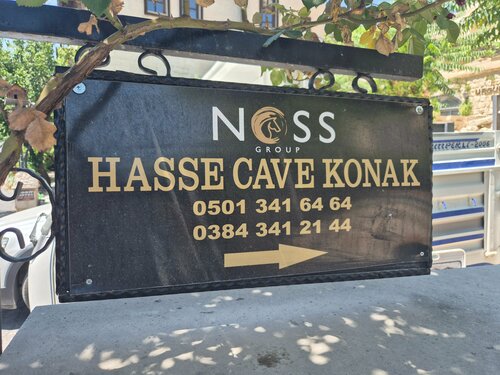 NOSS
GROUP
HASSE CAVE KONAK
0501 341 64 64
0384 341 21 44